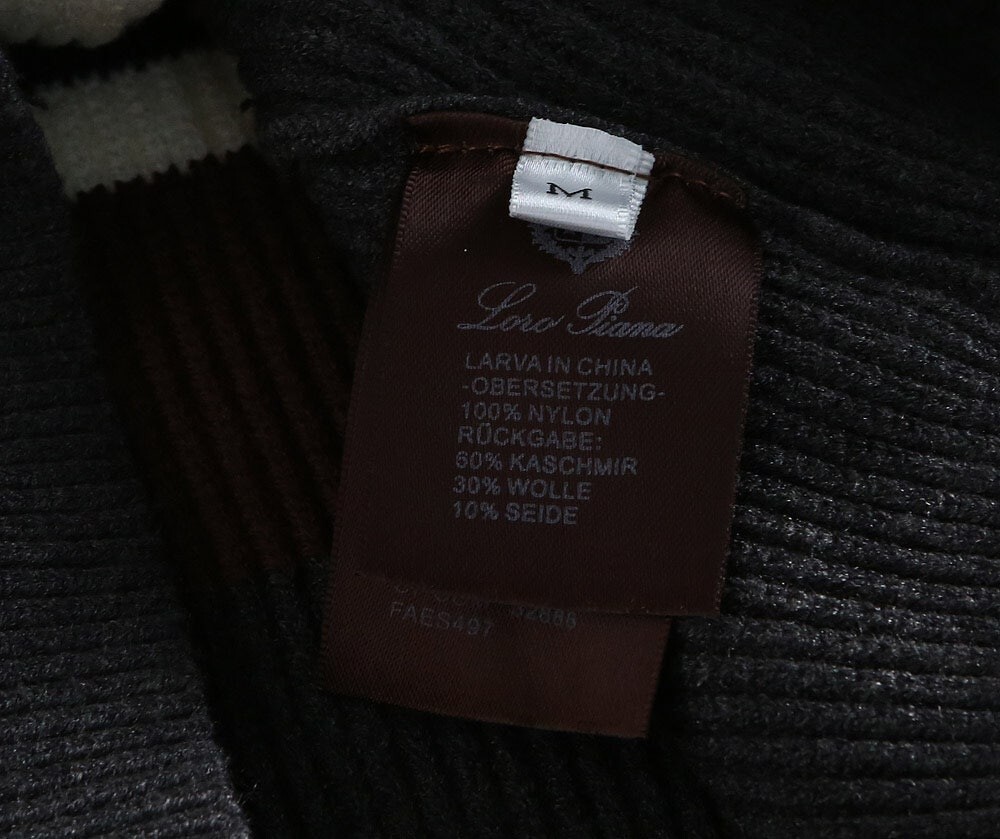 M
Loro Piana
LARVA IN CHINA
-OBERSETZUNG-
100% NYLON
RÜCKGABE:
60% KASCHMIR
30% WOLLE
10% SEIDE
FAES497